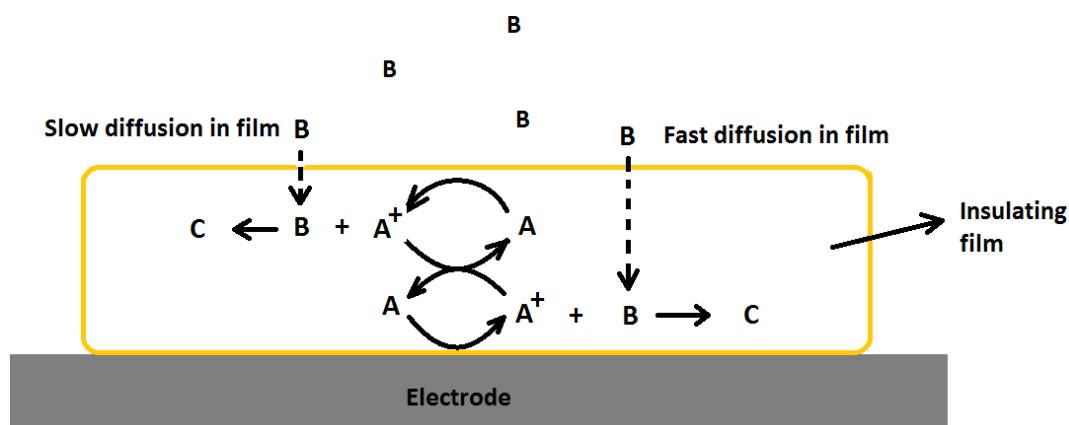 B
B
B
Slow diffusion in film B
B Fast diffusion in film
C B + A+ A
Insulating
film
A A+ + B C
Electrode